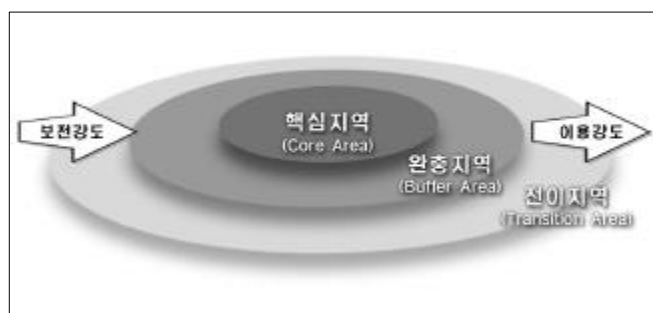 보전강도
핵심지역
(Core Area)
이용강도
완충지역
(Buffer Area)
전이지역
(Transition Area)